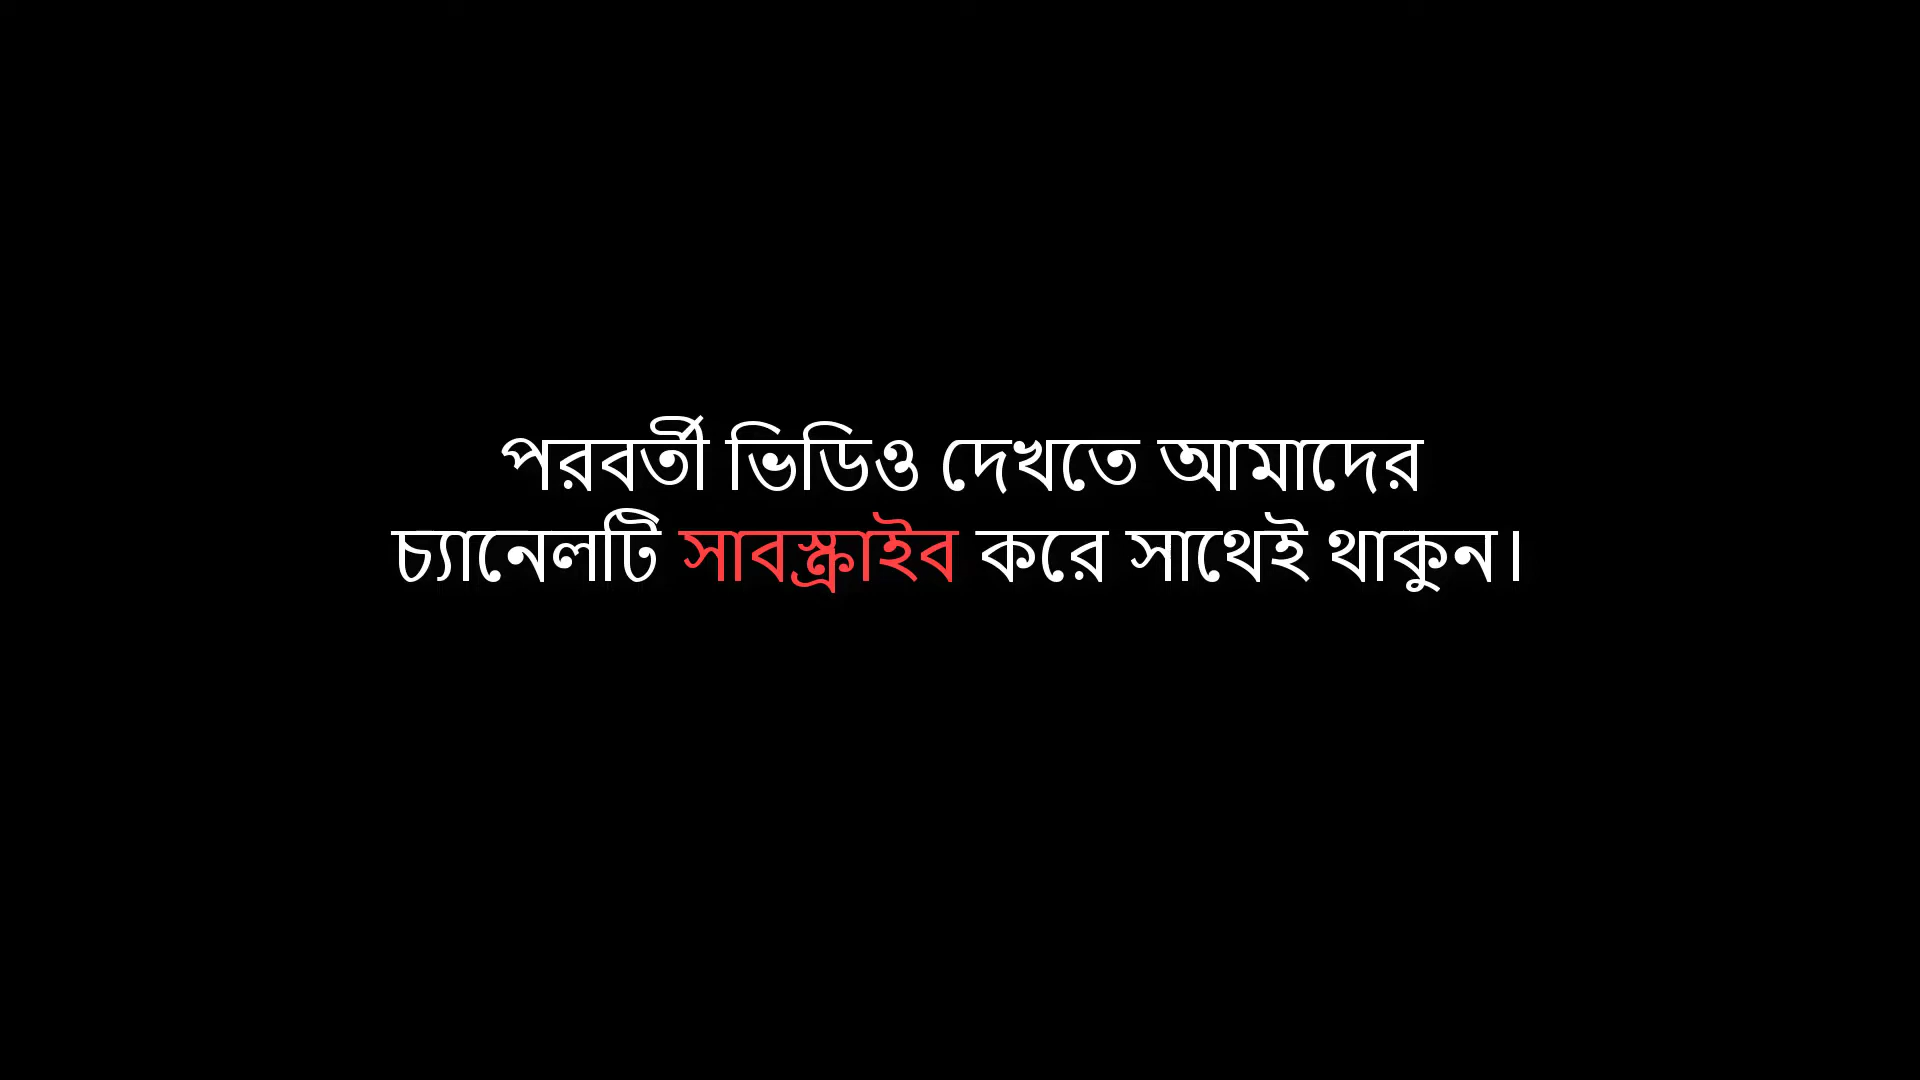 পরবর্তী ভিডিও দেখতে আমাদের
চ্যানেলটি সাবস্ক্রাইব করে সাথেই থাকুন।